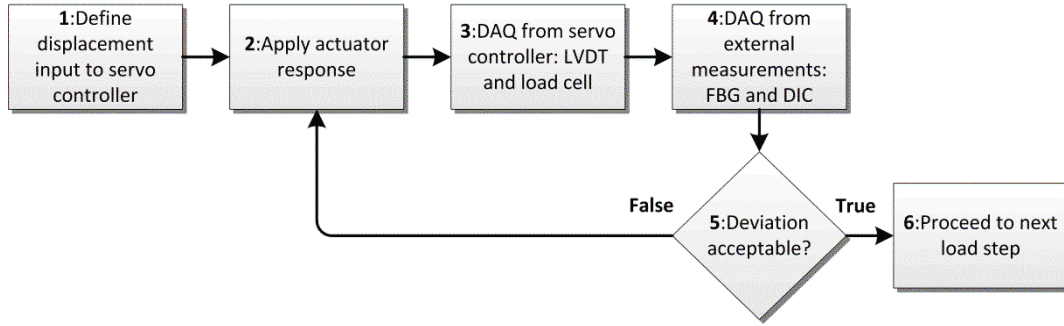 1:Define
displacement
input to servo
controller
2:Apply actuator
response
3:DAQ from servo
controller: LVDT
and load cell
4:DAQ from
external
measurements:
FBG and DIC
False
5:Deviation
acceptable?
True
6:Proceed to next
load step